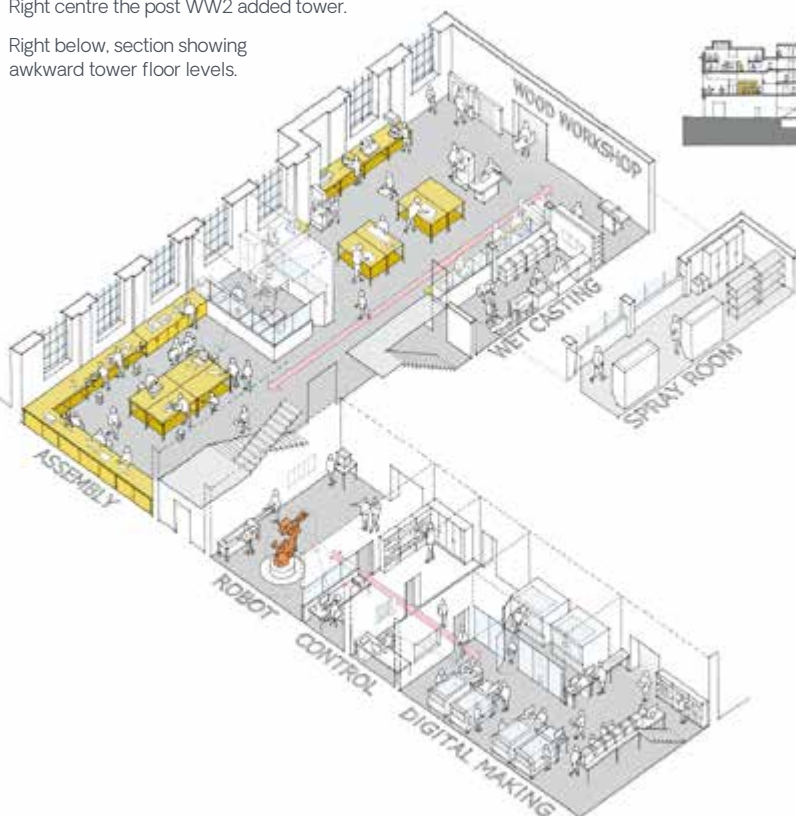 Right centre the post WW2 added tower.
Right below, section showing
awkward tower floor levels.
WOOD WORKSHOP
WET CASTING
SPRAY ROOM
ASSEMBLY
ROBOT
CONTROL
DIGITAL MAKING